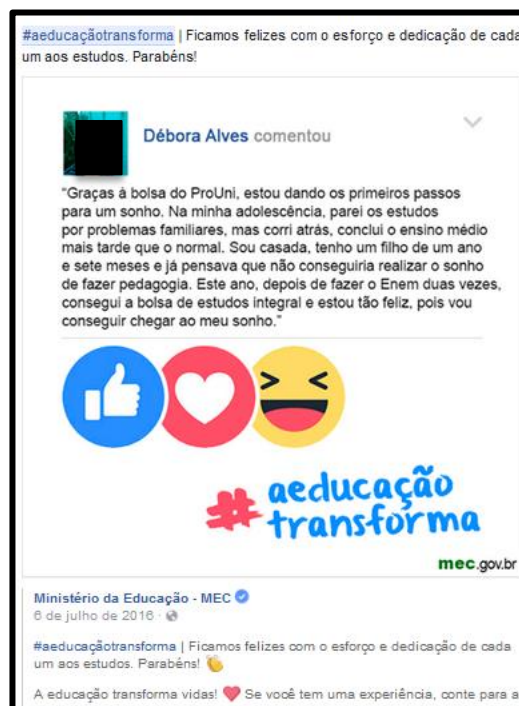 #aeducaçãotransforma | Ficamos felizes com o esforço e dedicação de cada
um aos estudos. Parabéns!
Débora Alves comentou
“Graças à bolsa do ProUni, estou dando os primeiros passos
para um sonho. Na minha adolescência, parei os estudos
por problemas familiares, mas corri atrás, conclui o ensino médio
mais tarde que o normal. Sou casada, tenho um filho de um ano
e sete meses e já pensava que não conseguiria realizar o sonho
de fazer pedagogia. Este ano, depois de fazer o Enem duas vezes,
consegui a bolsa de estudos integral e estou tão feliz, pois vou
conseguir chegar ao meu sonho.”
#aeducação
transforma
mec.gov.br
Ministério da Educação - MEC
6 de julho de 2016 ·
#aeducaçãotransforma | Ficamos felizes com o esforço e dedicação de cada
um aos estudos. Parabéns! 👏
A educação transforma vidas! ❤️ Se você tem uma experiência, conte para a